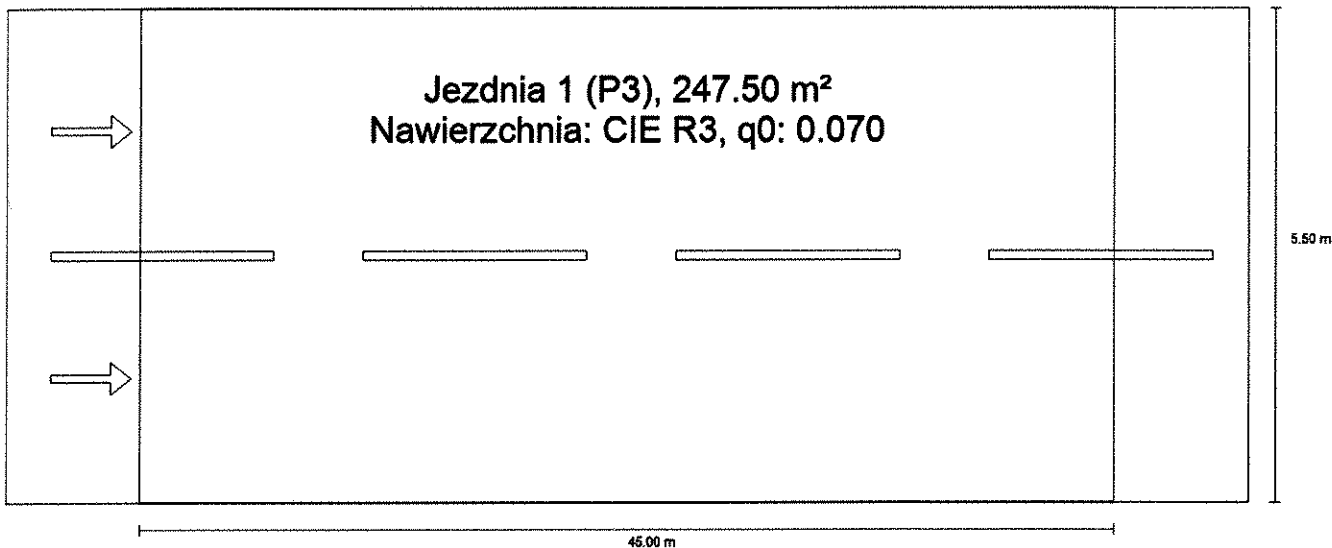 Jezdnia 1 (P3), 247.50 m²
Nawierzchnia: CIE R3, q0: 0.070
5.50 m
45.00 m